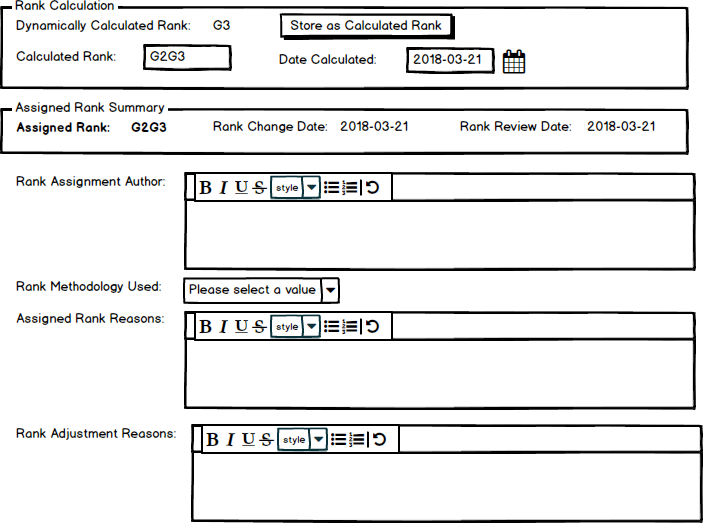 Rank Calculation
Dynamically Calculated Rank: G3 Store as Calculated Rank
Calculated Rank: G2G3 Date Calculated: 2018-03-21
Assigned Rank Summary
Assigned Rank: G2G3 Rank Change Date: 2018-03-21 Rank Review Date: 2018-03-21
Rank Assignment Author: B I U S style
Rank Methodology Used: Please select a value
Assigned Rank Reasons: B I U S style
Rank Adjustment Reasons: B I U S style